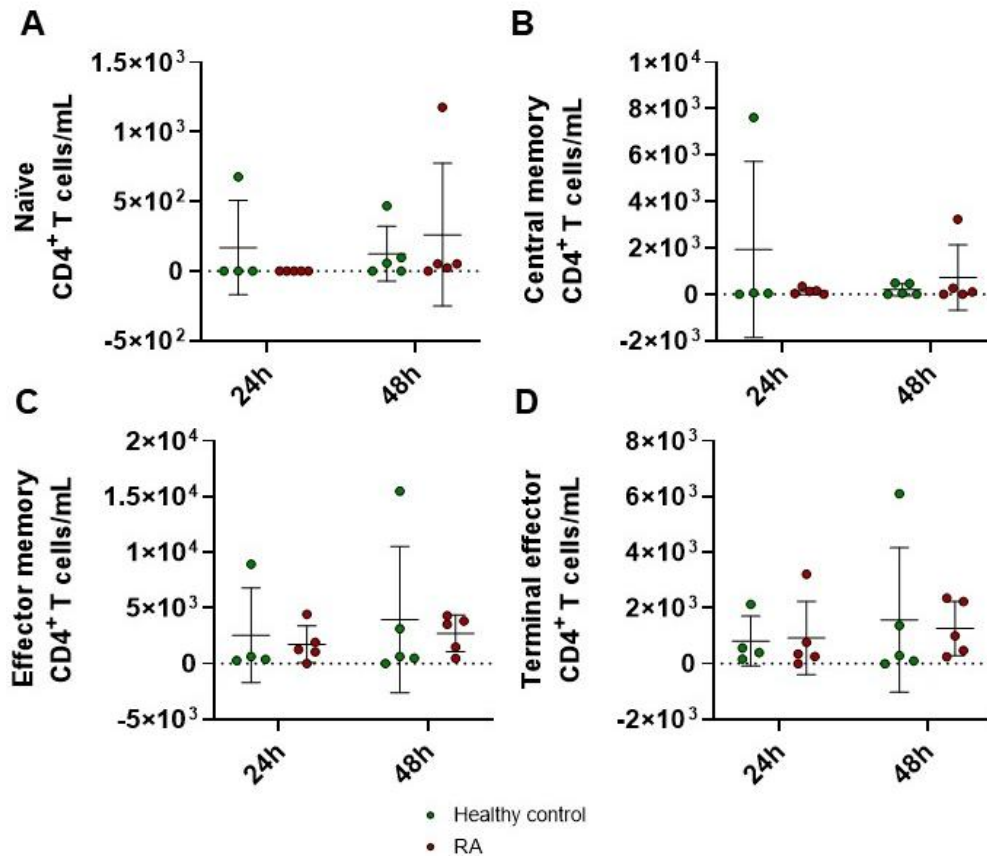 A
Naïve
CD4+ T cells/mL
1.5×10³
1×10³
5×10²
0
-5×10²
24h
48h
B
Central memory
CD4+ T cells/mL
1×10⁴
8×10³
6×10³
4×10³
2×10³
0
-2×10³
24h
48h
C
Effector memory
CD4+ T cells/mL
2×10⁴
1.5×10⁴
1×10⁴
5×10³
0
-5×10³
24h
48h
D
Terminal effector
CD4+ T cells/mL
8×10³
6×10³
4×10³
2×10³
0
-2×10³
24h
48h
Healthy control
RA